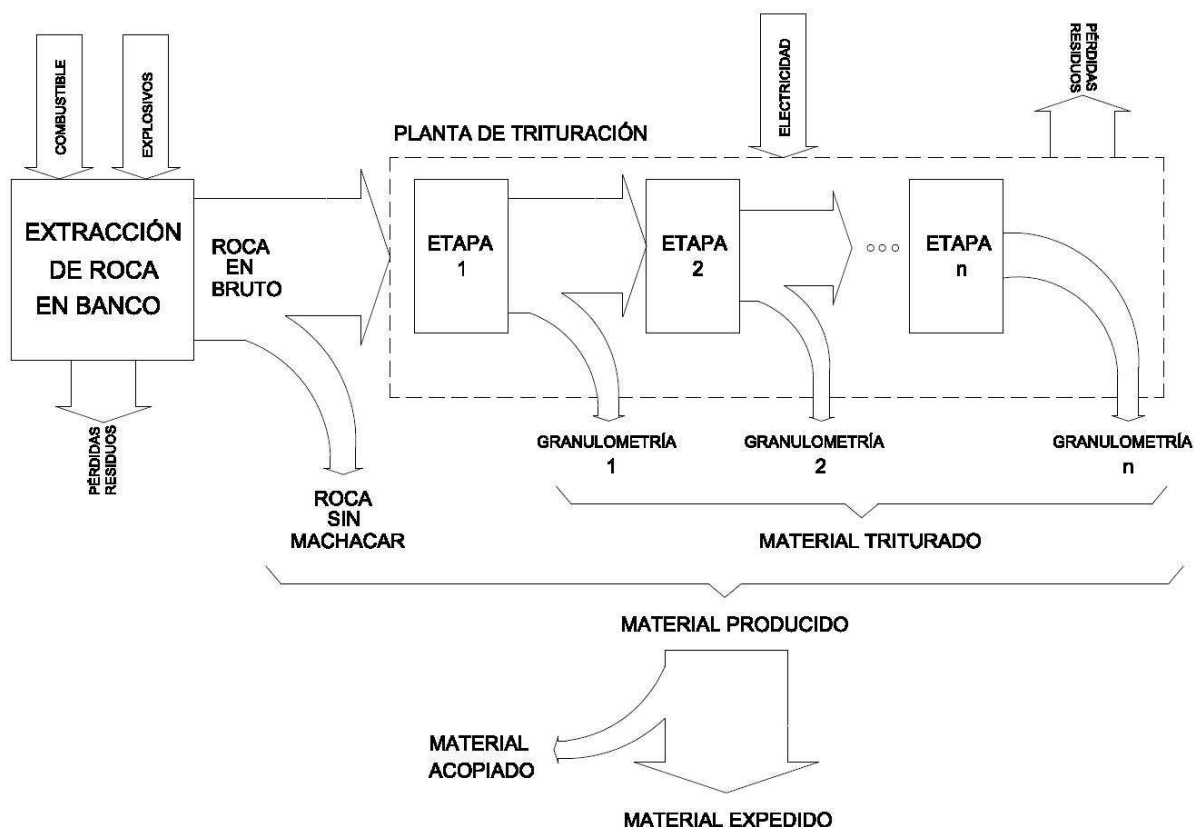 COMBUSTIBLE
EXPLOSIVOS
ELECTRICIDAD
PÉRDIDAS
RESIDUOS
PLANTA DE TRITURACIÓN
EXTRACCIÓN
DE ROCA
EN BANCO
ROCA
EN
BRUTO
ETAPA
1
ETAPA
2
ETAPA
n
PÉRDIDAS
RESIDUOS
GRANULOMETRÍA
1
GRANULOMETRÍA
2
GRANULOMETRÍA
n
ROCA
SIN
MACHACAR
MATERIAL TRITURADO
MATERIAL PRODUCIDO
MATERIAL
ACOPIADO
MATERIAL EXPEDIDO